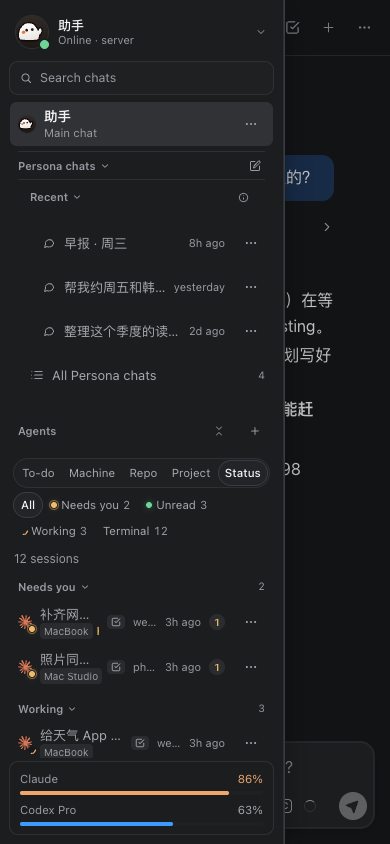 助手
Online · server
Search chats
助手
Main chat
Persona chats
Recent
早报 · 周三 8h ago
帮我约周五和韩... yesterday
整理这个季度的读... 2d ago
All Persona chats 4
Agents
To-do Machine Repo Project Status
All Needs you 2 Unread 3
Working 3 Terminal 12
12 sessions
Needs you 2
补齐网... we... 3h ago 1
MacBook
照片同... ph... 3h ago 1
Mac Studio
Working 3
给天气 App ... we... 3h ago
MacBook
Claude 86%
Codex Pro 63%
的?
）在等
sting。
划写好
能赶
98
?